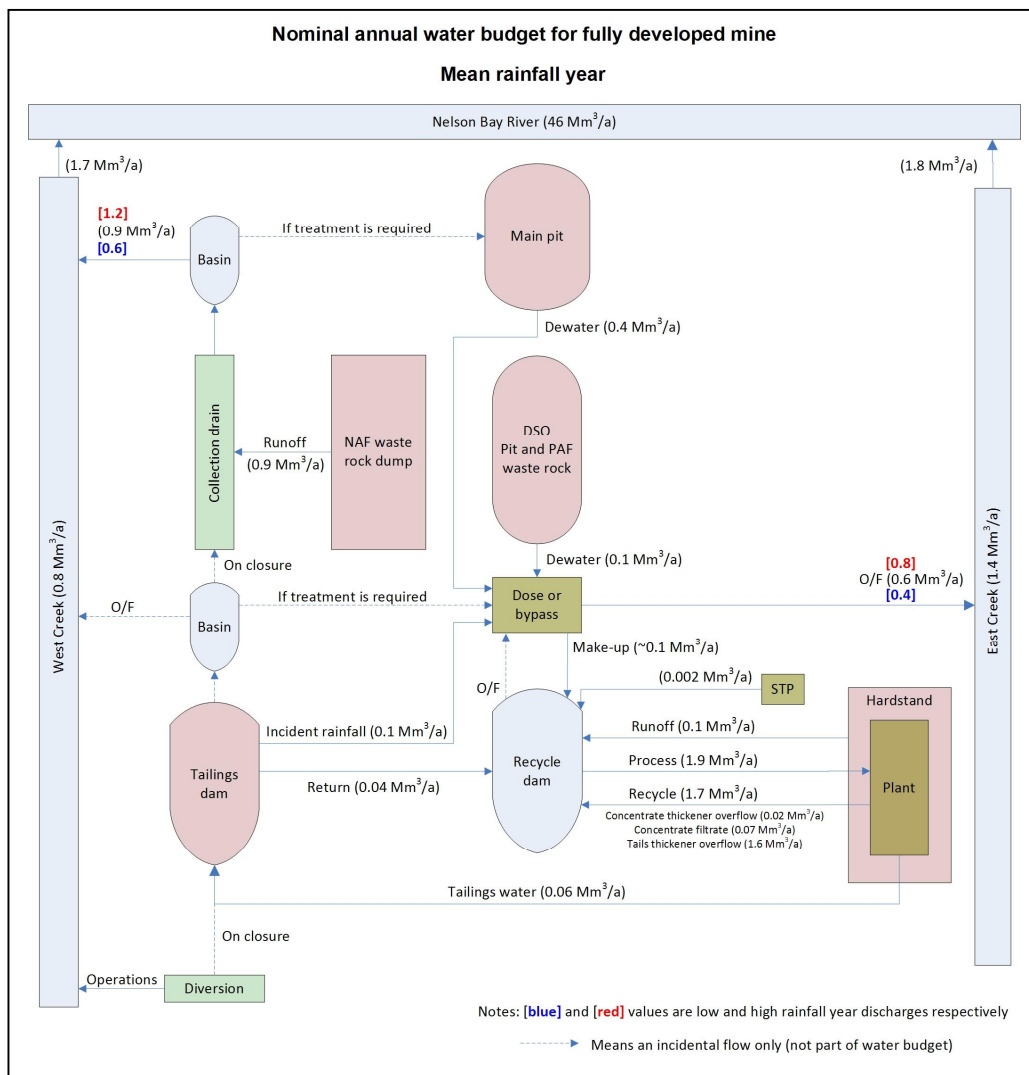 Nominal annual water budget for fully developed mine
Mean rainfall year
Nelson Bay River (46 Mm³/a)
(1.7 Mm³/a)
(1.8 Mm³/a)
[1.2]
(0.9 Mm³/a)
[0.6]
Basin
If treatment is required
Main pit
Dewater (0.4 Mm³/a)
Collection drain
Runoff
(0.9 Mm³/a)
NAF waste
rock dump
DSO
Pit and PAF
waste rock
West Creek (0.8 Mm³/a)
East Creek (1.4 Mm³/a)
On closure
Dewater (0.1 Mm³/a)
O/F
Basin
If treatment is required
Dose or
bypass
[0.8]
O/F (0.6 Mm³/a)
[0.4]
Make-up (~0.1 Mm³/a)
O/F
(0.002 Mm³/a)
STP
Hardstand
Incident rainfall (0.1 Mm³/a)
Runoff (0.1 Mm³/a)
Tailings
dam
Return (0.04 Mm³/a)
Recycle
dam
Process (1.9 Mm³/a)
Plant
Recycle (1.7 Mm³/a)
Concentrate thickener overflow (0.02 Mm³/a)
Concentrate filtrate (0.07 Mm³/a)
Tails thickener overflow (1.6 Mm³/a)
Tailings water (0.06 Mm³/a)
On closure
Operations
Diversion
Notes: [blue] and [red] values are low and high rainfall year discharges respectively
Means an incidental flow only (not part of water budget)